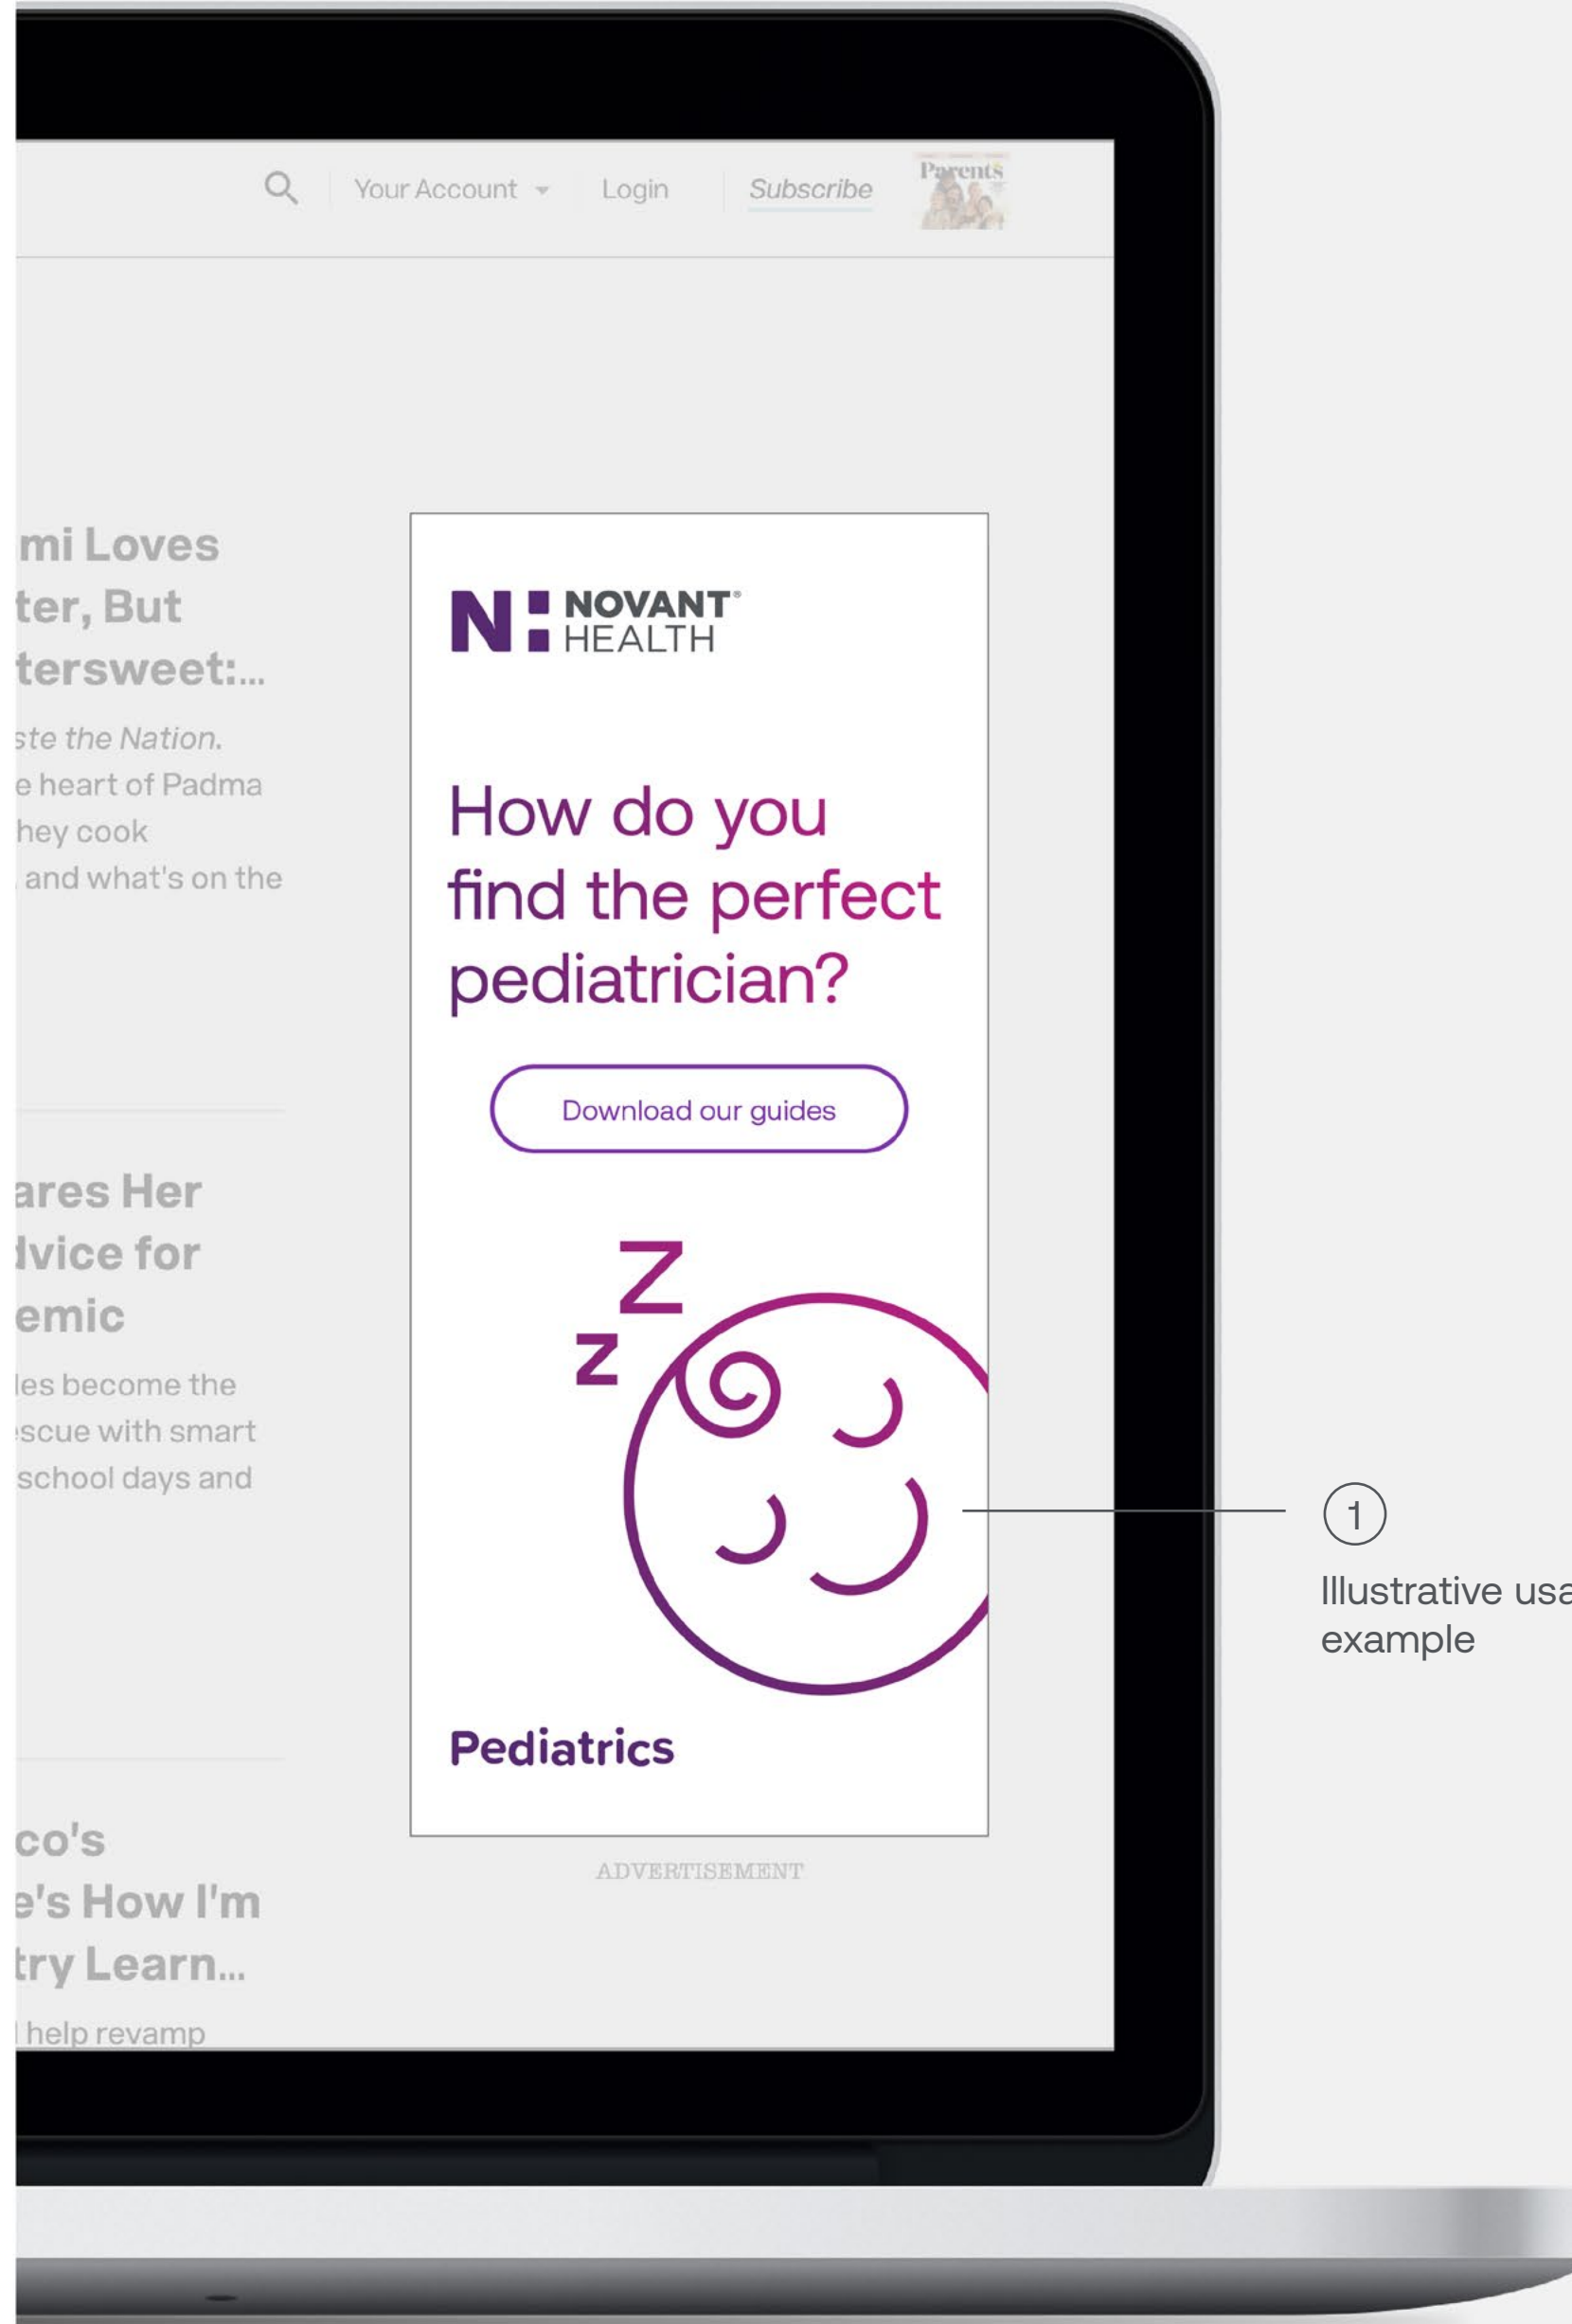 Your Account
Login
Subscribe
Parents
mi Loves
ter, But
tersweet:...
ste the Nation.
e heart of Padma
hey cook
and what's on the
ares Her
dvice for
emic
les become the
escue with smart
school days and
co's
e's How I'm
try Learn...
help revamp
N: NOVANT®
HEALTH
How do you
find the perfect
pediatrician?
Download our guides
Z
z
Pediatrics
ADVERTISEMENT
1
Illustrative usa
example